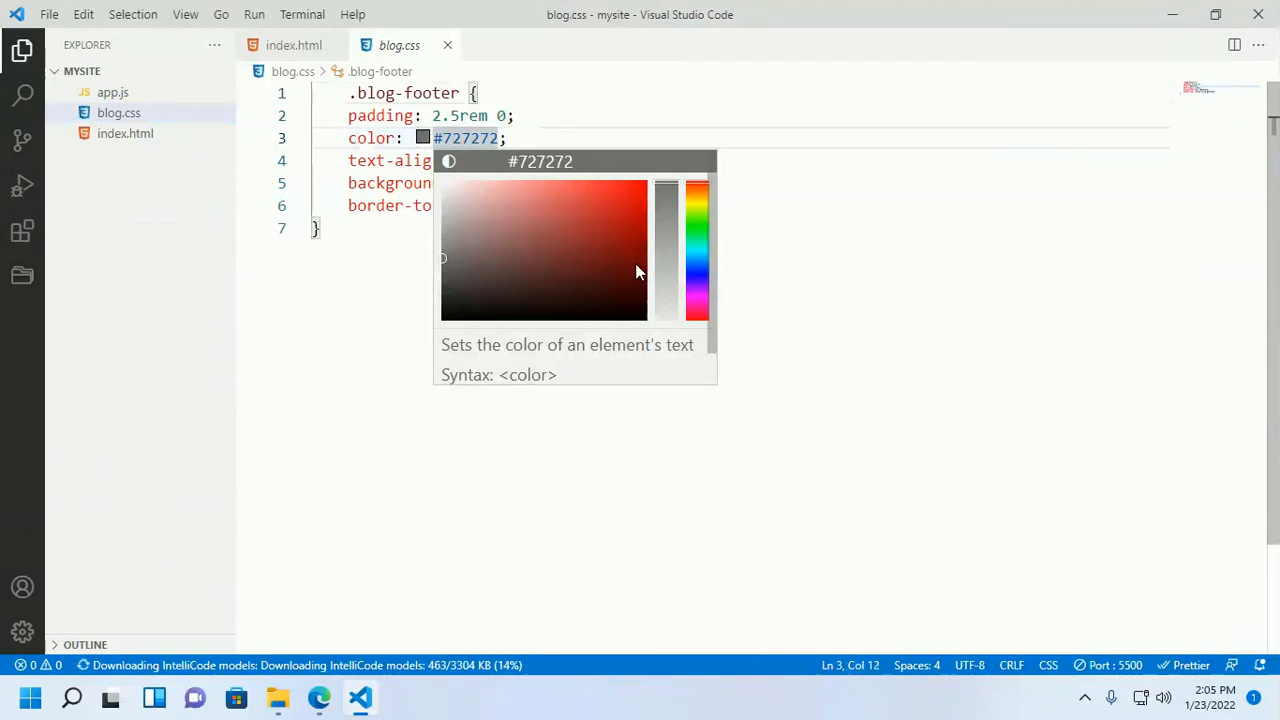 File Edit Selection View Go Run Terminal Help blog.css - mysite - Visual Studio Code
EXPLORER
index.html
blog.css
MYSITE
JS app.js
blog.css
index.html
blog.css > .blog-footer
1 .blog-footer {
2 padding: 2.5rem 0;
3 color: #727272;
4 text-alig
5 background
6 border-to
7 }
#727272
Sets the color of an element's text
Syntax: <color>
OUTLINE
0 0 Downloading IntelliCode models: Downloading IntelliCode models: 463/3304 KB (14%) Ln 3, Col 12 Spaces: 4 UTF-8 CRLF CSS Port : 5500 Prettier
2:05 PM
1/23/2022
1